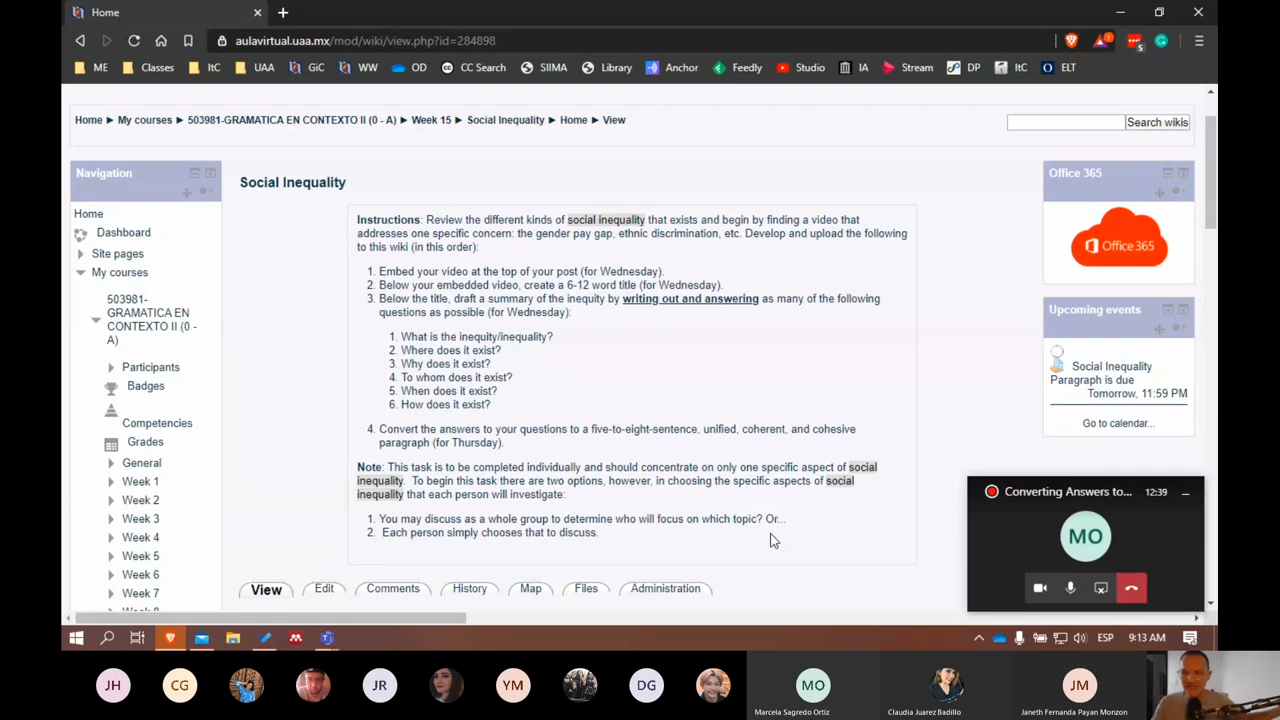 Home
aulavirtual.uaa.mx/mod/wiki/view.php?id=284898
1
5
ME Classes ItC UAA GiC WW OD CC Search SIIMA Library Anchor Feedly Studio IA Stream DP ItC ELT
Home ► My courses ► 503981-GRAMATICA EN CONTEXTO II (0 - A) ► Week 15 ► Social Inequality ► Home ► View
Search wikis
Navigation
Home
Dashboard
Site pages
My courses
503981-
GRAMATICA EN
CONTEXTO II (0 -
A)
Participants
Badges
Competencies
Grades
General
Week 1
Week 2
Week 3
Week 4
Week 5
Week 6
Week 7
Social Inequality
Instructions: Review the different kinds of social inequality that exists and begin by finding a video that
addresses one specific concern: the gender pay gap, ethnic discrimination, etc. Develop and upload the following
to this wiki (in this order):
1. Embed your video at the top of your post (for Wednesday).
2. Below your embedded video, create a 6-12 word title (for Wednesday).
3. Below the title, draft a summary of the inequity by writing out and answering as many of the following
questions as possible (for Wednesday):
1. What is the inequity/inequality?
2. Where does it exist?
3. Why does it exist?
4. To whom does it exist?
5. When does it exist?
6. How does it exist?
4. Convert the answers to your questions to a five-to-eight-sentence, unified, coherent, and cohesive
paragraph (for Thursday).
Note: This task is to be completed individually and should concentrate on only one specific aspect of social
inequality. To begin this task there are two options, however, in choosing the specific aspects of social
inequality that each person will investigate:
1. You may discuss as a whole group to determine who will focus on which topic? Or...
2. Each person simply chooses that to discuss.
View Edit Comments History Map Files Administration
Office 365
Office 365
Upcoming events
Social Inequality
Paragraph is due
Tomorrow, 11:59 PM
Go to calendar...
Converting Answers to... 12:39
MO
ESP 9:13 AM
JH CG JR YM DG MO JM
Marcela Sagredo Ortiz
Claudia Juarez Badillo
Janeth Fernanda Payan Monzon